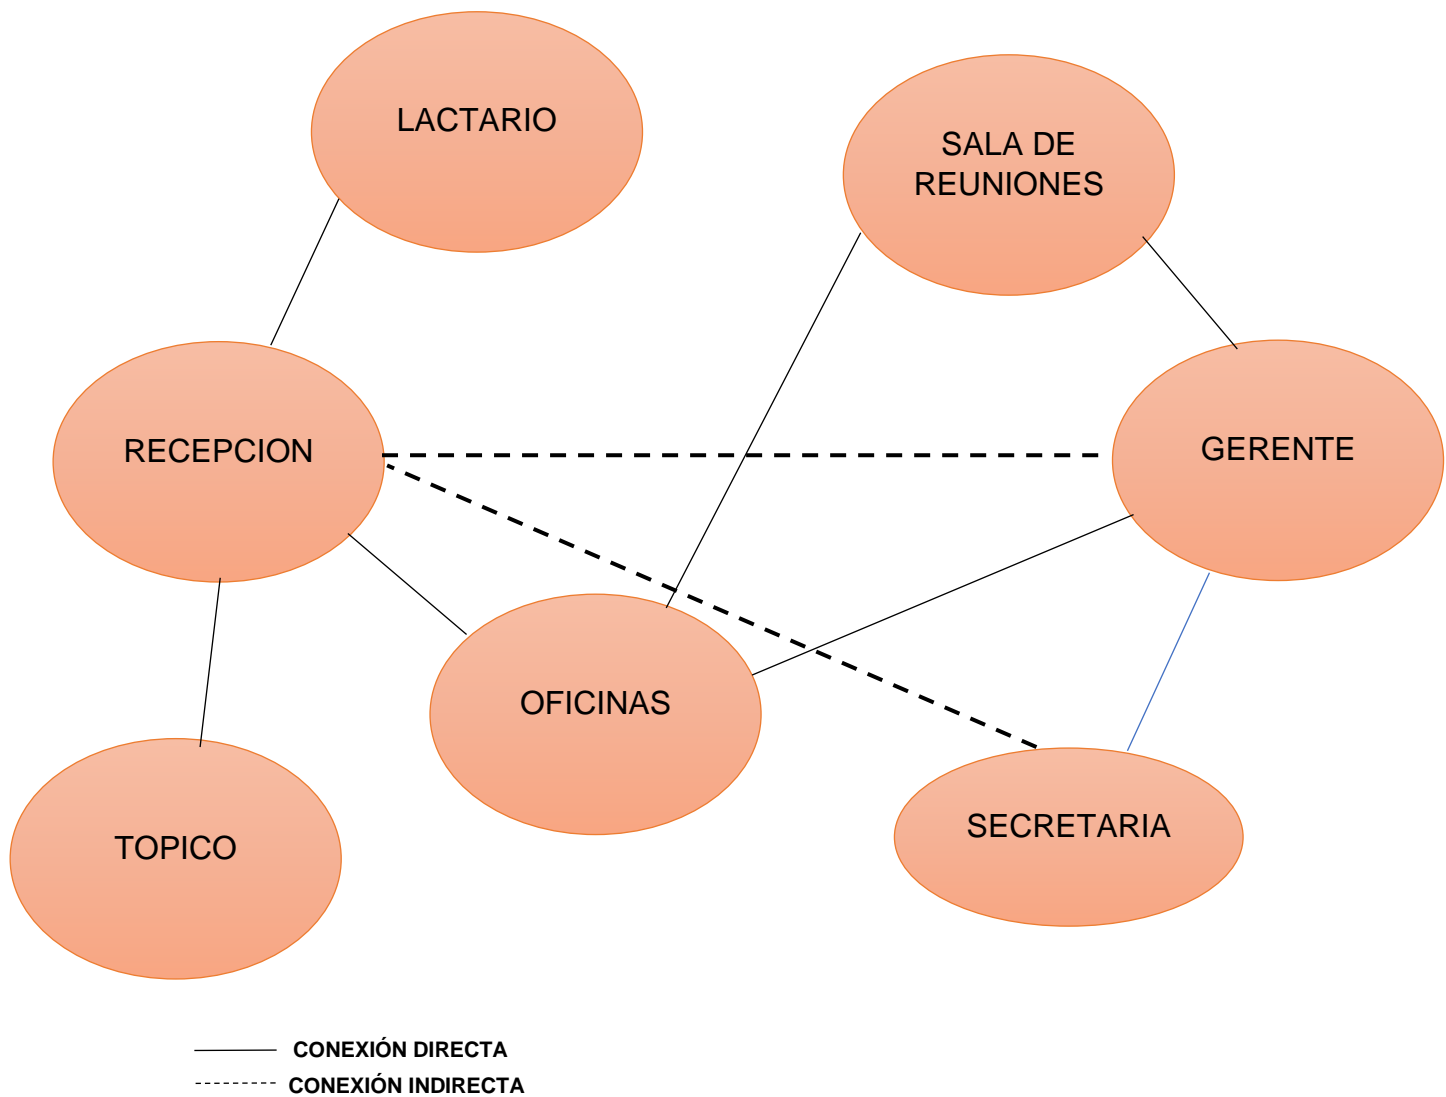 LACTARIO
SALA DE
REUNIONES
RECEPCION
GERENTE
OFICINAS
TOPICO
SECRETARIA
CONEXIÓN DIRECTA
CONEXIÓN INDIRECTA